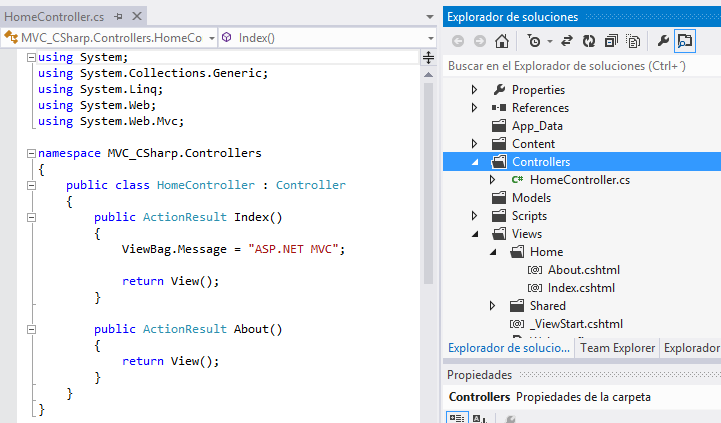 HomeController.cs
MVC_CSharp.Controllers.HomeCo
Index()
using System;
using System.Collections.Generic;
using System.Linq;
using System.Web;
using System.Web.Mvc;
namespace MVC_CSharp.Controllers
{
public class HomeController : Controller
{
public ActionResult Index()
{
ViewBag.Message = "ASP.NET MVC";
return View();
}
public ActionResult About()
{
return View();
}
}
}
Explorador de soluciones
Buscar en el Explorador de soluciones (Ctrl+´)
Properties
References
App_Data
Content
Controllers
C# HomeController.cs
Models
Scripts
Views
Home
[@] About.cshtml
[@] Index.cshtml
Shared
[@] _ViewStart.cshtml
Explorador de solucio... Team Explorer Explorador
Propiedades
Controllers Propiedades de la carpeta